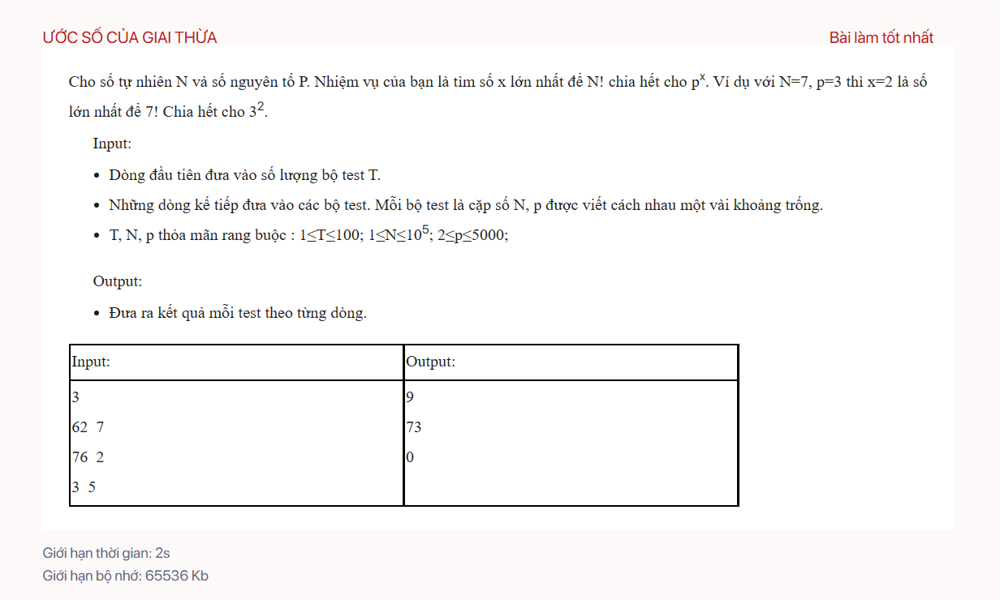 ƯỚC SỐ CỦA GIAI THỪA
Bài làm tốt nhất
Cho số tự nhiên N và số nguyên tố P. Nhiệm vụ của bạn là tìm số x lớn nhất để N! chia hết cho p^x. Ví dụ với N=7, p=3 thì x=2 là số
lớn nhất để 7! Chia hết cho 3^2.
Input:
• Dòng đầu tiên đưa vào số lượng bộ test T.
• Những dòng kế tiếp đưa vào các bộ test. Mỗi bộ test là cặp số N, p được viết cách nhau một vài khoảng trống.
• T, N, p thỏa mãn rang buộc : 1≤T≤100; 1≤N≤10^5; 2≤p≤5000;
Output:
• Đưa ra kết quả mỗi test theo từng dòng.
Input:
Output:
3
62 7
76 2
3 5
9
73
0
Giới hạn thời gian: 2s
Giới hạn bộ nhớ: 65536 Kb